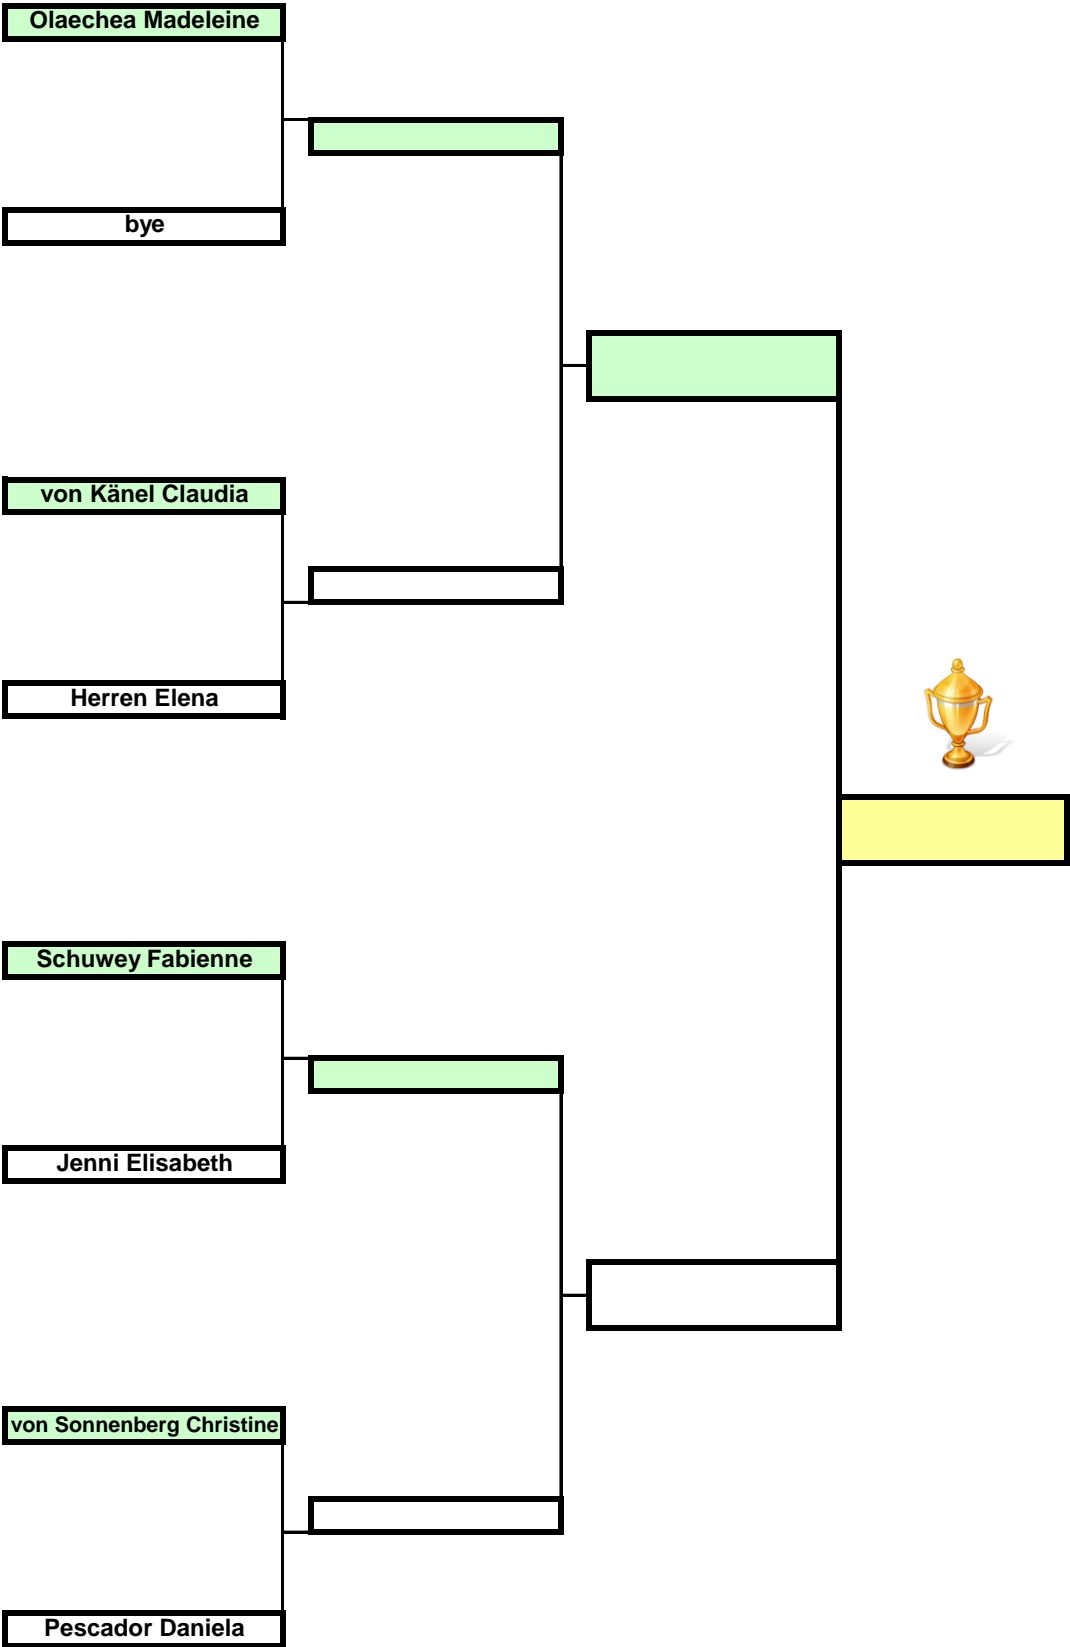 Olaechea Madeleine
bye
von Känel Claudia
Herren Elena
Schuwey Fabienne
Jenni Elisabeth
von Sonnenberg Christine
Pescador Daniela